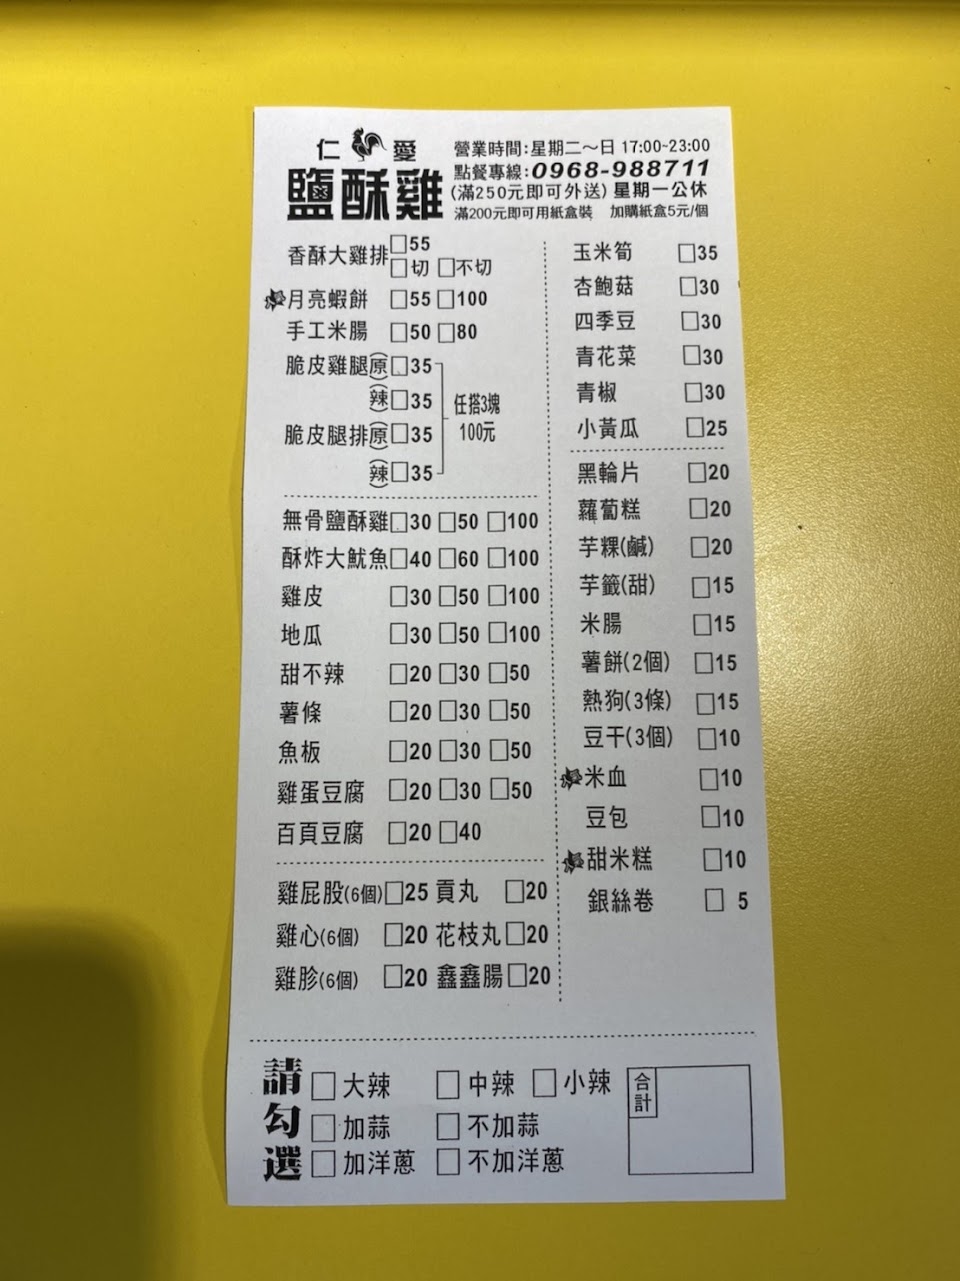 仁愛
鹽酥雞
營業時間:星期二～日 17:00~23:00
點餐專線:0968-988711
(滿250元即可外送) 星期一公休
滿200元即可用紙盒裝 加購紙盒5元/個
香酥大雞排 □55
□切 □不切
月亮蝦餅 □55 □100
手工米腸 □50 □80
脆皮雞腿(原) □35
(辣) □35
脆皮腿排(原) □35
(辣) □35
任搭3塊
100元
無骨鹽酥雞 □30 □50 □100
酥炸大魷魚 □40 □60 □100
雞皮 □30 □50 □100
地瓜 □30 □50 □100
甜不辣 □20 □30 □50
薯條 □20 □30 □50
魚板 □20 □30 □50
雞蛋豆腐 □20 □30 □50
百頁豆腐 □20 □40
雞屁股(6個) □25 貢丸 □20
雞心(6個) □20 花枝丸 □20
雞胗(6個) □20 鑫鑫腸 □20
玉米筍 □35
杏鮑菇 □30
四季豆 □30
青花菜 □30
青椒 □30
小黃瓜 □25
黑輪片 □20
蘿蔔糕 □20
芋粿(鹹) □20
芋籤(甜) □15
米腸 □15
薯餅(2個) □15
熱狗(3條) □15
豆干(3個) □10
米血 □10
豆包 □10
甜米糕 □10
銀絲卷 □ 5
請勾選
□大辣 □中辣 □小辣
□加蒜 □不加蒜
□加洋蔥 □不加洋蔥
合計